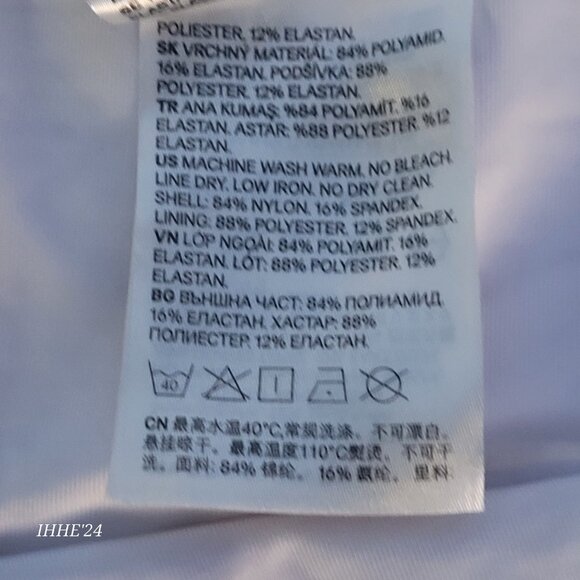 POLIESTER, 12% ELASTAN.
SK VRCHNÝ MATERIÁL: 84% POLYAMID.
16% ELASTAN. PODŠÍVKA: 88%
POLYESTER, 12% ELASTAN.
TR ANA KUMAŞ: %84 POLYAMİT. %16
ELASTAN. ASTAR: %88 POLYESTER. %12
ELASTAN.
US MACHINE WASH WARM. NO BLEACH.
LINE DRY. LOW IRON. NO DRY CLEAN.
SHELL: 84% NYLON. 16% SPANDEX.
LINING: 88% POLYESTER. 12% SPANDEX.
VN LỚP NGOÀI: 84% POLYAMIT. 16%
ELASTAN. LÓT: 88% POLYESTER. 12%
ELASTAN.
BG ВЪНШНА ЧАСТ: 84% ПОЛИАМИД.
16% ЕЛАСТАН. ХАСТАР: 88%
ПОЛИЕСТЕР. 12% ЕЛАСТАН.
40
CN 最高水温40°C,常规洗涤。不可漂白。
悬挂晾干。最高温度110°C熨烫。不可干
洗。面料: 84% 锦纶。 16% 氨纶。 里料:
IHHE'24